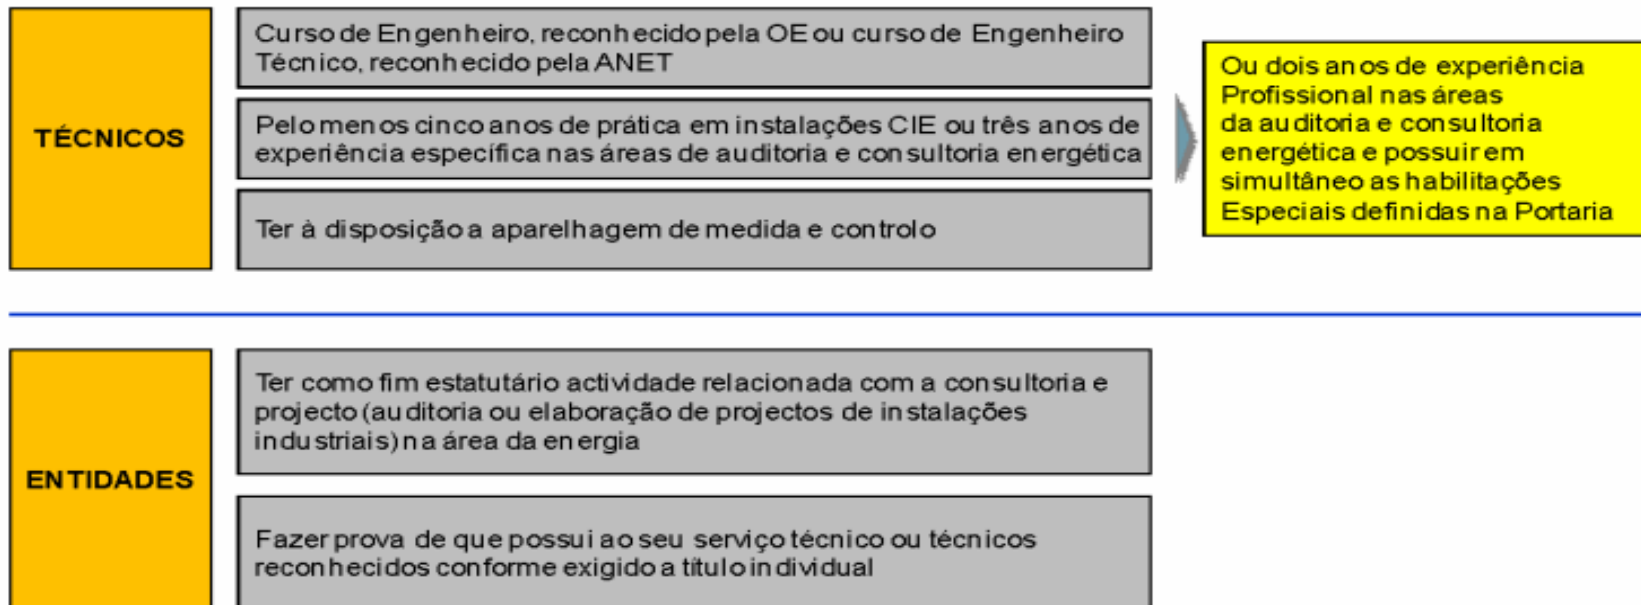 TÉCNICOS
Curso de Engenheiro, reconhecido pela OE ou curso de Engenheiro
Técnico, reconhecido pela ANET
Pelo menos cinco anos de prática em instalações CIE ou três anos de
experiência específica nas áreas de auditoria e consultoria energética
Ter à disposição a aparelhagem de medida e controlo
Ou dois anos de experiência
Profissional nas áreas
da auditoria e consultoria
energética e possuir em
simultâneo as habilitações
Especiais definidas na Portaria
ENTIDADES
Ter como fim estatutário actividade relacionada com a consultoria e
projecto (auditoria ou elaboração de projectos de instalações
industriais) na área da energia
Fazer prova de que possui ao seu serviço técnico ou técnicos
reconhecidos conforme exigido a título individual